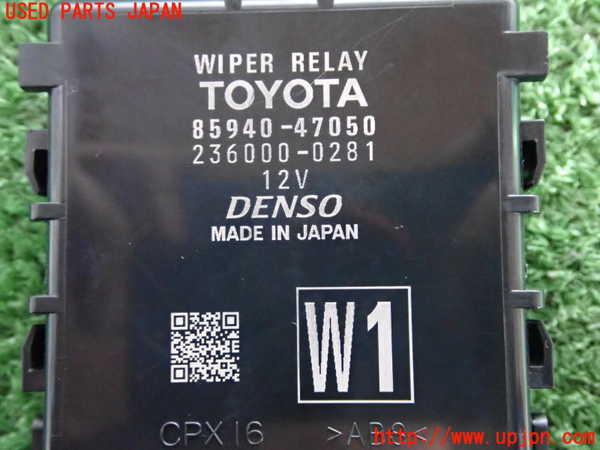 USED PARTS JAPAN
WIPER RELAY
TOYOTA
85940-47050
236000-0281
12V
DENSO
MADE IN JAPAN
W1
CPX16 >ABS<
http://www.upjpn.com